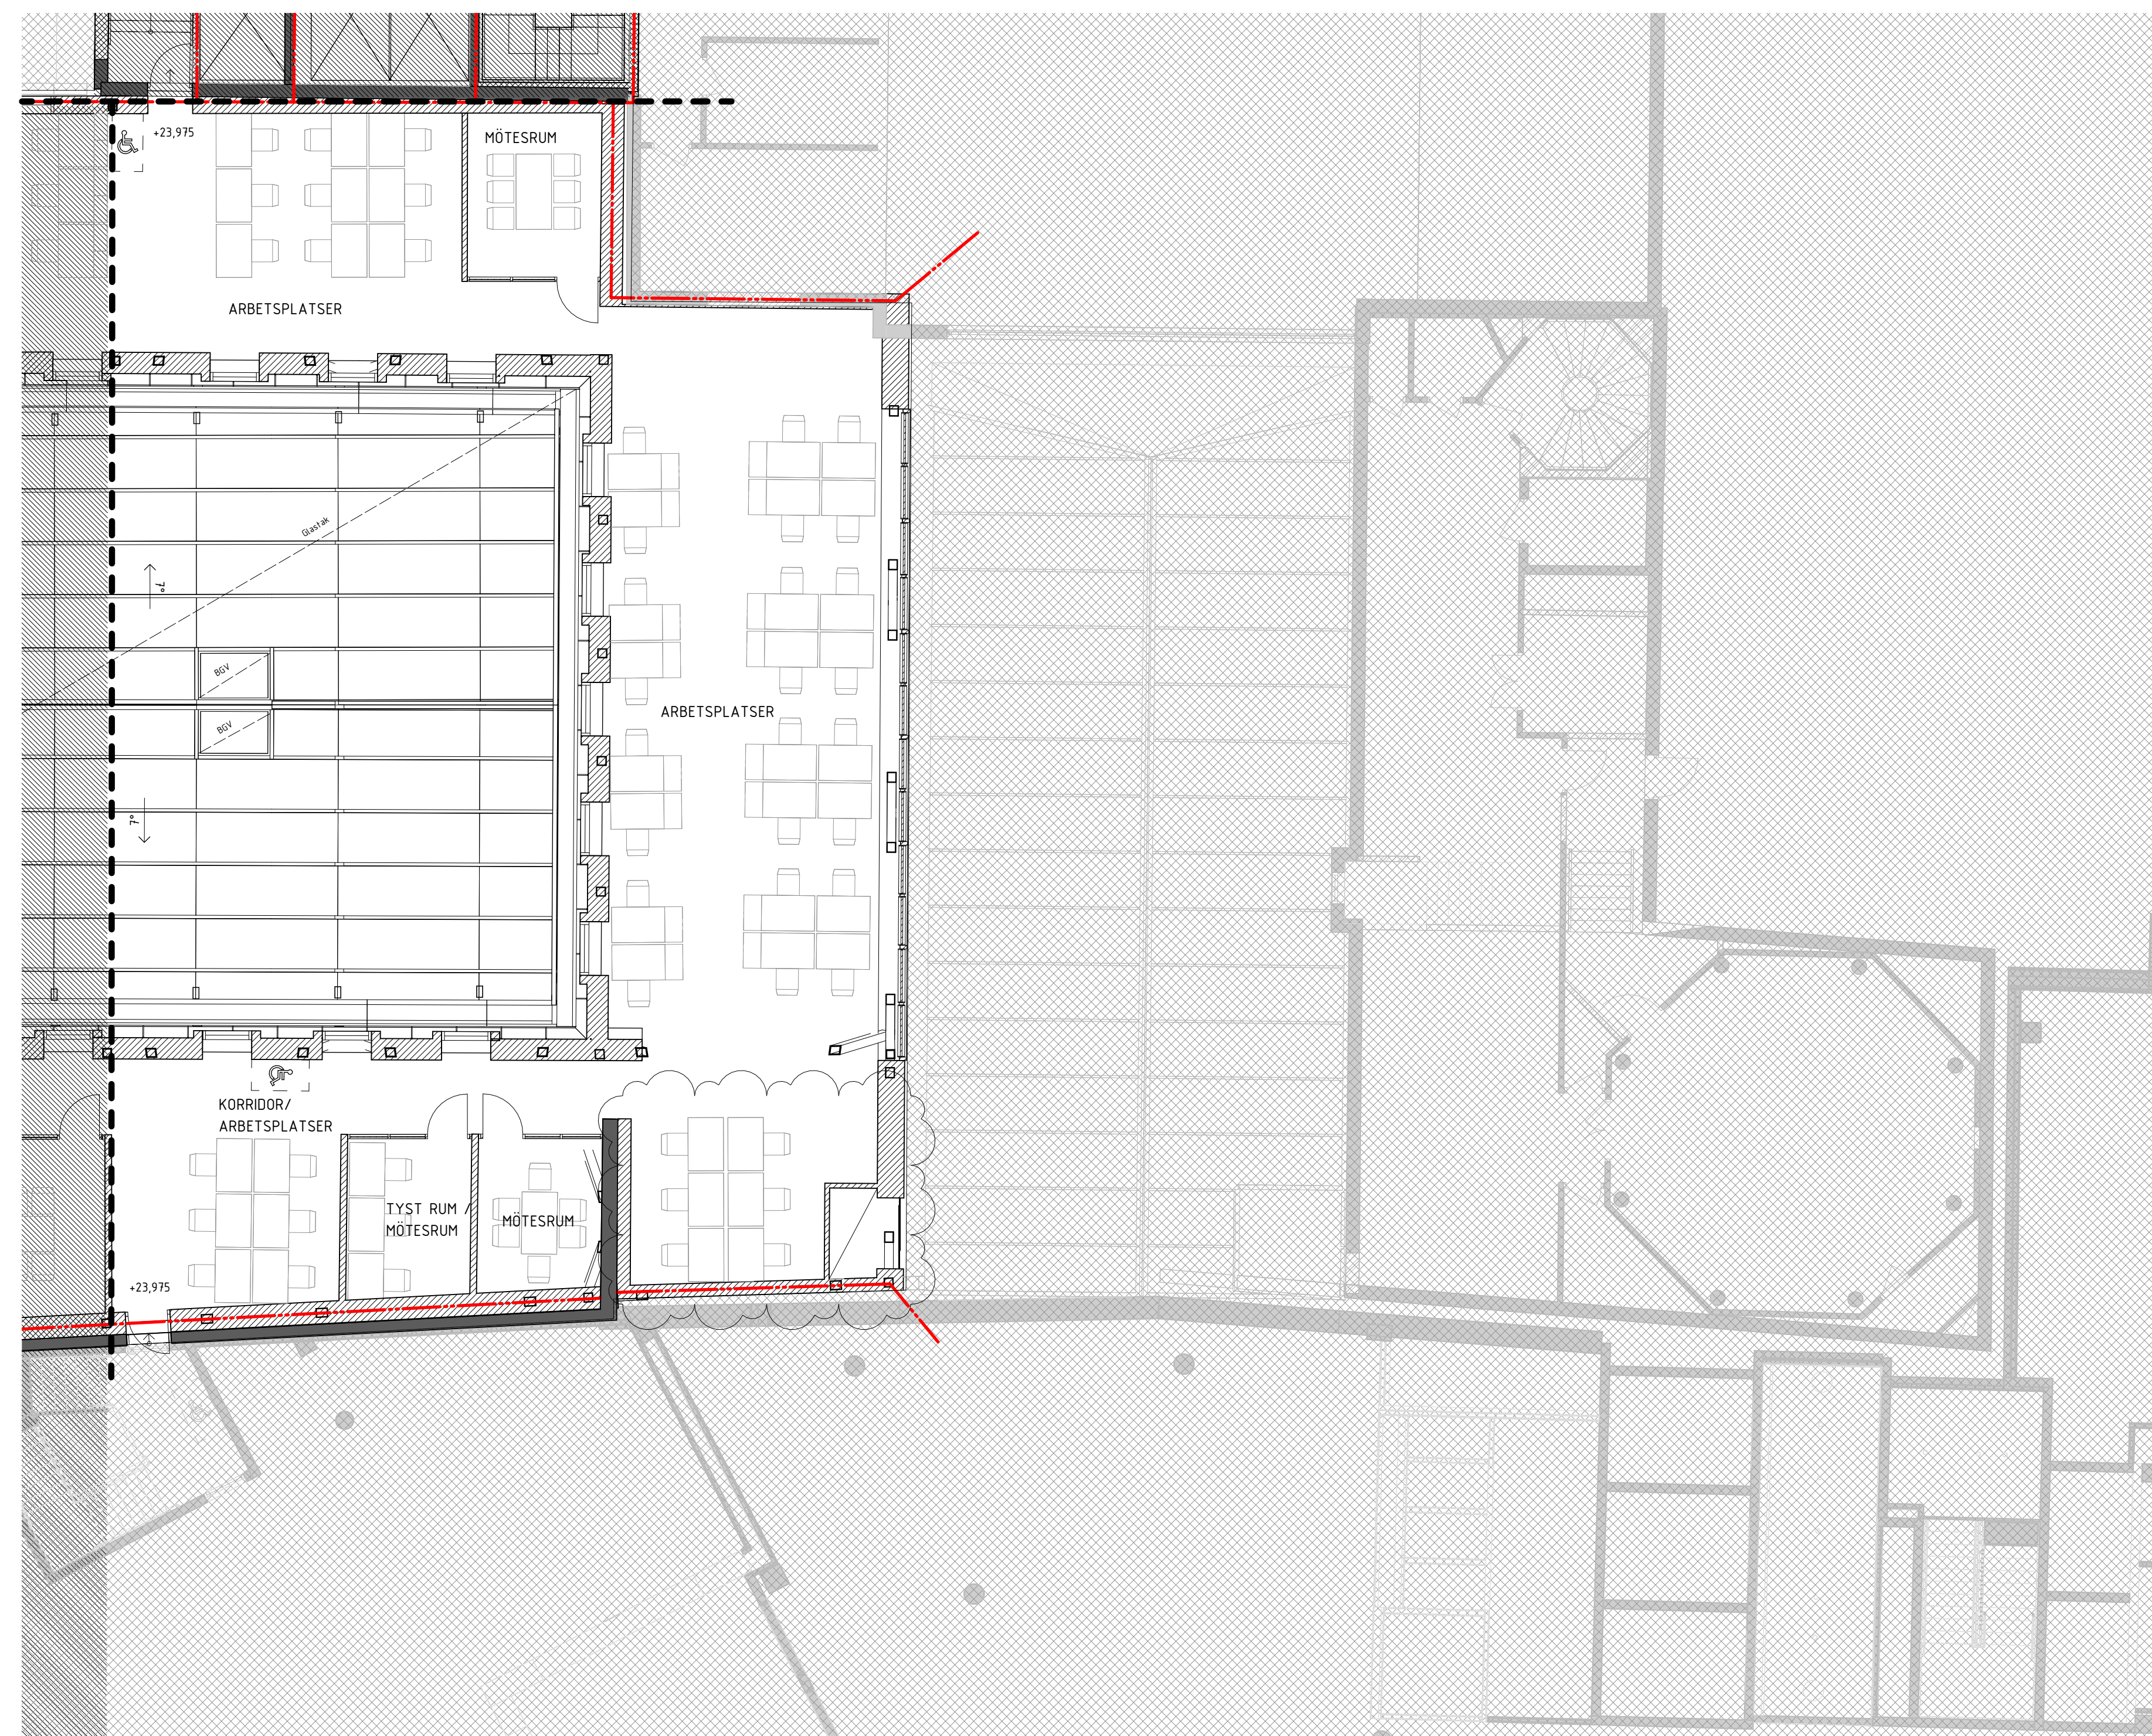 +23,975
MÖTESRUM
ARBETSPLATSER
Glastak
7°
BGV
ARBETSPLATSER
BGV
7°
KORRIDOR/
ARBETSPLATSER
TYST RUM /
MÖTESRUM
MÖTESRUM
+23,975